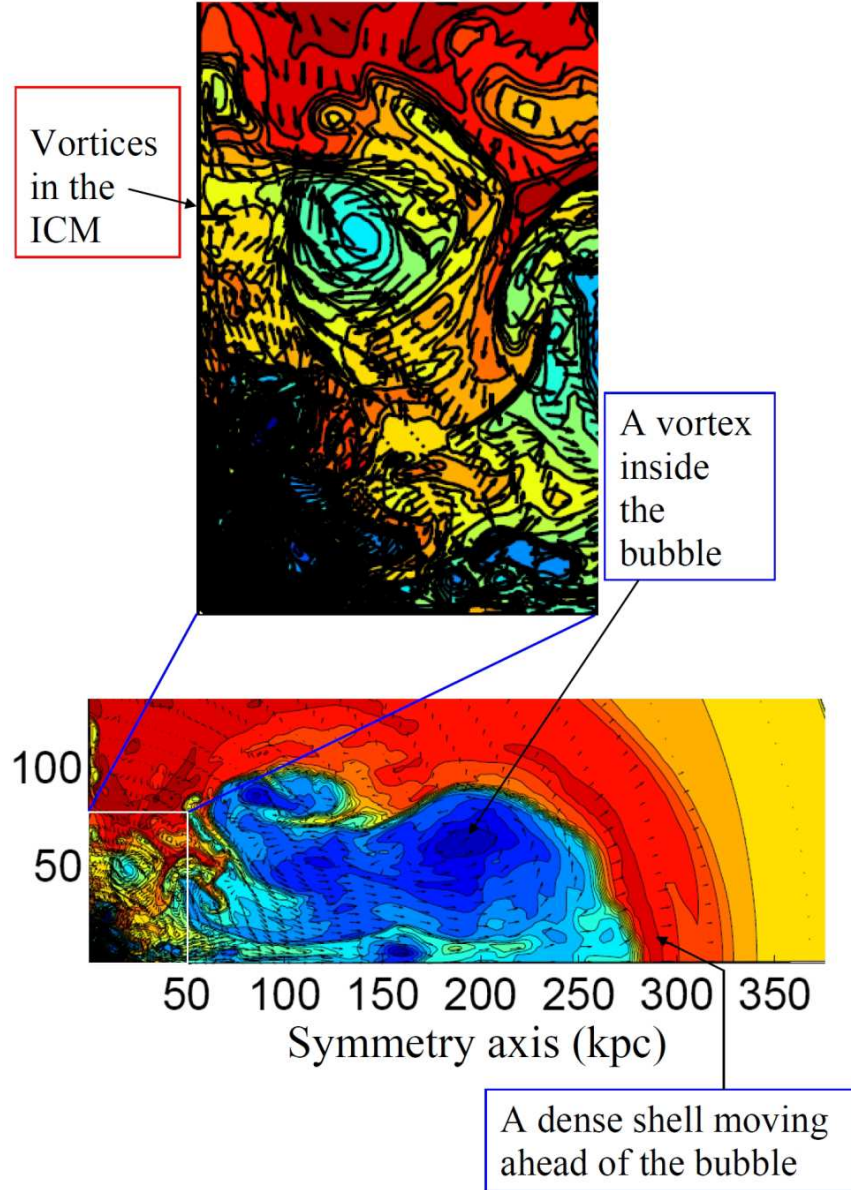 Vortices
in the
ICM
A vortex
inside
the
bubble
100
50
50 100 150 200 250 300 350
Symmetry axis (kpc)
A dense shell moving
ahead of the bubble